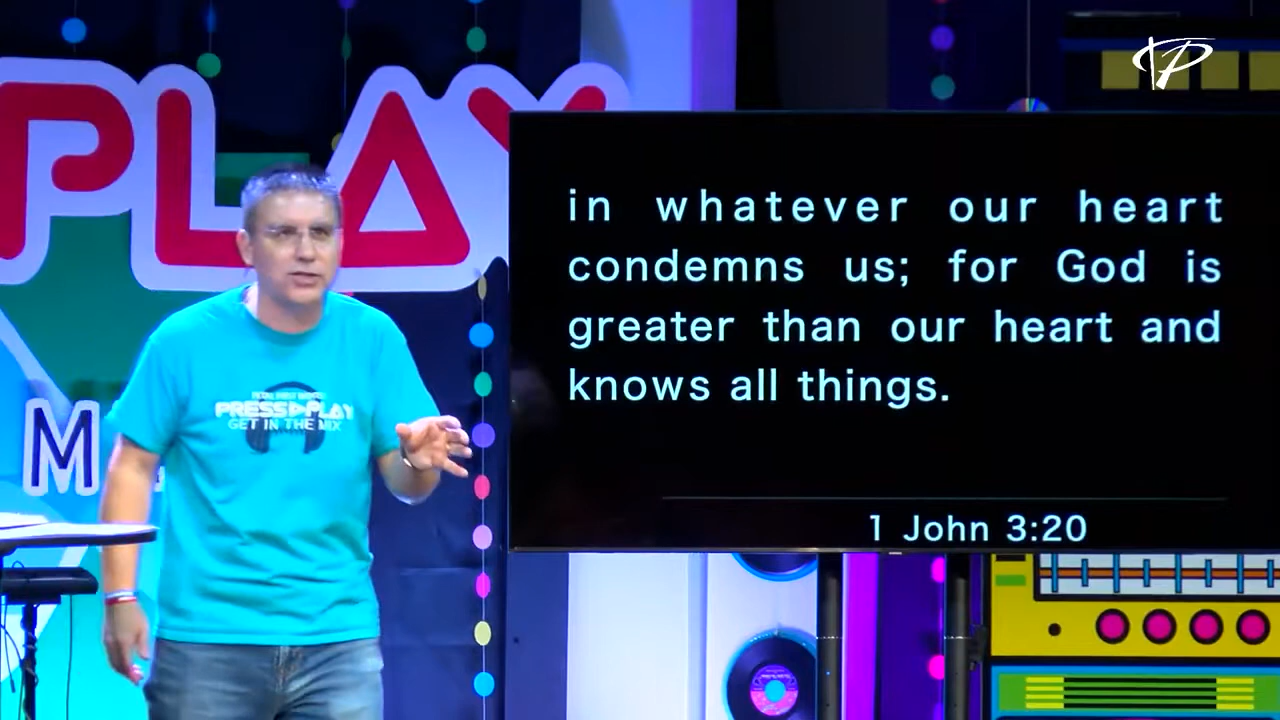 PLAY
M
PRESS PLAY
GET IN THE MIX
in whatever our heart
condemns us; for God is
greater than our heart and
knows all things.
1 John 3:20
TP